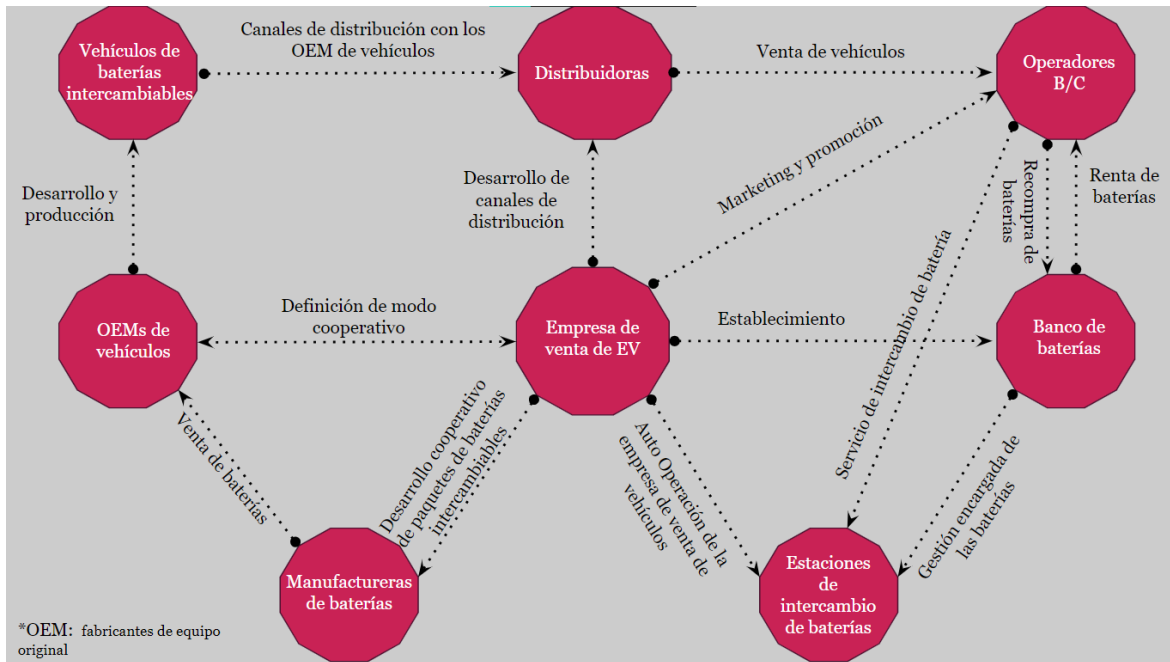 Vehículos de
baterías
intercambiables
Canales de distribución con los
OEM de vehículos
Distribuidoras
Venta de vehículos
Operadores
B/C
Desarrollo y
producción
Desarrollo de
canales de
distribución
Marketing y promoción
Servicio de intercambio de batería
Recompra de
baterías
Renta de
baterías
OEMs de
vehículos
Definición de modo
cooperativo
Empresa de
venta de EV
Establecimiento
Banco de
baterías
Venta de baterías
Desarrollo cooperativo
de paquetes de baterías
intercambiables
Auto Operación de la
empresa de venta de
vehículos
Gestión encargada de
las baterías
Manufactureras
de baterías
Estaciones de
intercambio
de baterías
*OEM: fabricantes de equipo
original